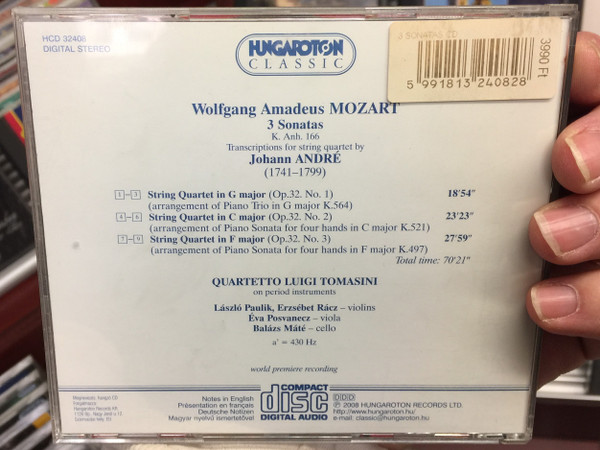 HCD 32408
DIGITAL STEREO
HUNGAROTON
CLASSIC
3 SONATAS CD
3990 Ft
5 991813 240828
Wolfgang Amadeus MOZART
3 Sonatas
K. Anh. 166
Transcriptions for string quartet by
Johann ANDRÉ
(1741–1799)
1–3 String Quartet in G major (Op.32. No. 1) 18'54"
(arrangement of Piano Trio in G major K.564)
4–6 String Quartet in C major (Op.32. No. 2) 23'23"
(arrangement of Piano Sonata for four hands in C major K.521)
7–9 String Quartet in F major (Op.32. No. 3) 27'59"
(arrangement of Piano Sonata for four hands in F major K.497)
Total time: 70'21"
QUARTETTO LUIGI TOMASINI
on period instruments
László Paulik, Erzsébet Rácz – violins
Éva Posvanecz – viola
Balázs Máté – cello
a' = 430 Hz
world premiere recording
Notes in English
Présentation en français
Deutsche Notizen
Magyar nyelvű ismertetővel
COMPACT
disc
DIGITAL AUDIO
DDD
℗ 2008 HUNGAROTON RECORDS LTD.
http://www.hungaroton.hu/
e-mail: classic@hungaroton.hu